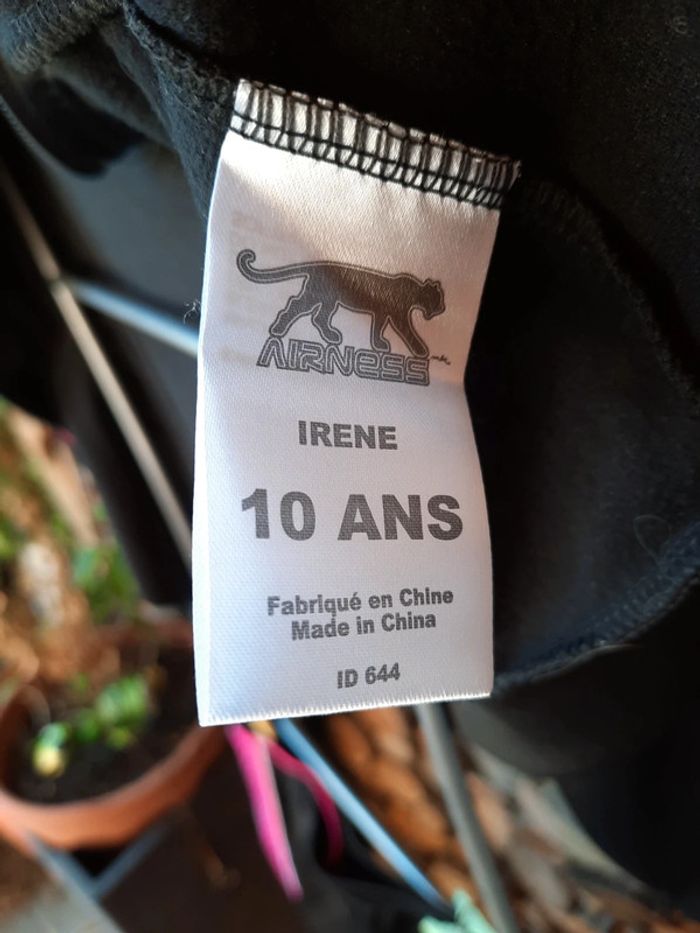 AIRNESS
IRENE
10 ANS
Fabriqué en Chine
Made in China
ID 644